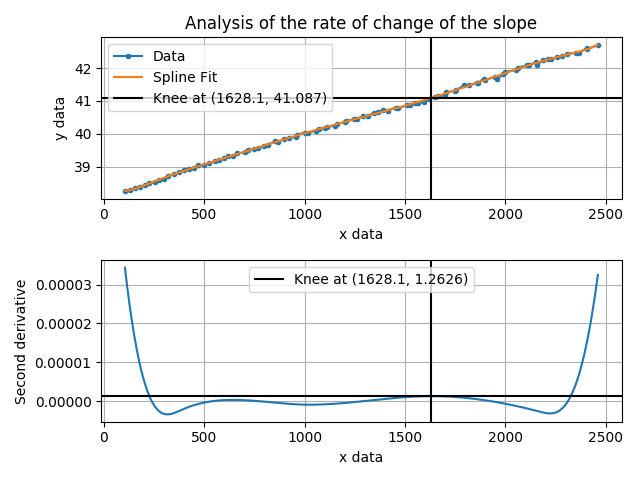 Analysis of the rate of change of the slope
Data
Spline Fit
Knee at (1628.1, 41.087)
42
41
40
39
y data
0
500
1000
1500
2000
2500
x data
Knee at (1628.1, 1.2626)
0.00003
0.00002
0.00001
0.00000
Second derivative
0
500
1000
1500
2000
2500
x data